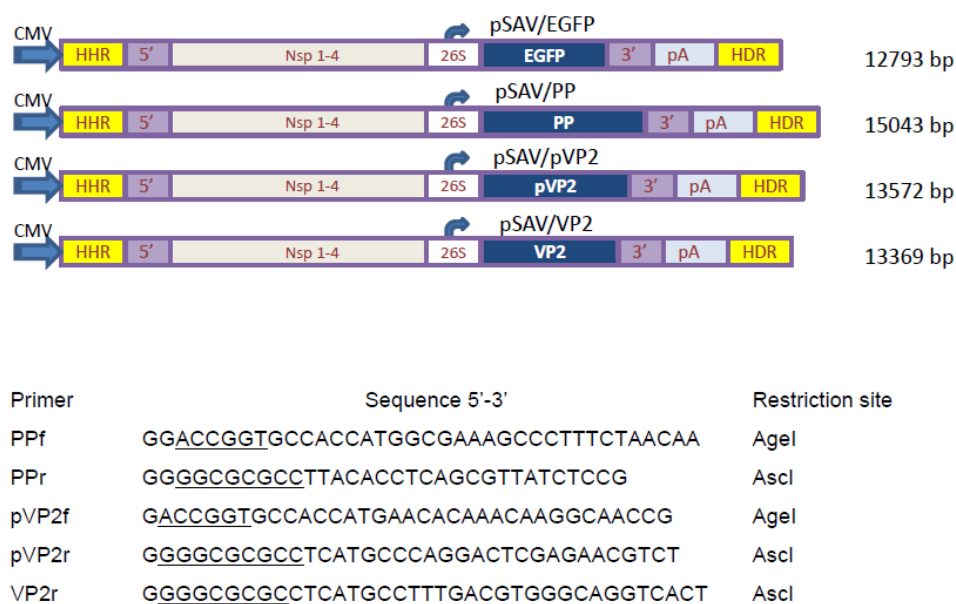 pSAV/EGFP
CMV HHR 5′ Nsp 1-4 26S EGFP 3′ pA HDR 12793 bp
pSAV/PP
CMV HHR 5′ Nsp 1-4 26S PP 3′ pA HDR 15043 bp
pSAV/pVP2
CMV HHR 5′ Nsp 1-4 26S pVP2 3′ pA HDR 13572 bp
pSAV/VP2
CMV HHR 5′ Nsp 1-4 26S VP2 3′ pA HDR 13369 bp
Primer Sequence 5'-3' Restriction site
PPf GGACCGGTGCCACCATGGCGAAAGCCCTTTCTAACAA AgeI
PPr GGGGCGCGCCTTACACCTCAGCGTTATCTCCG AscI
pVP2f GACCGGTGCCACCATGAACACAAACAAGGCAACCG AgeI
pVP2r GGGGCGCGCCTCATGCCCAGGACTCGAGAACGTCT AscI
VP2r GGGGCGCGCCTCATGCCTTTGACGTGGGCAGGTCACT AscI